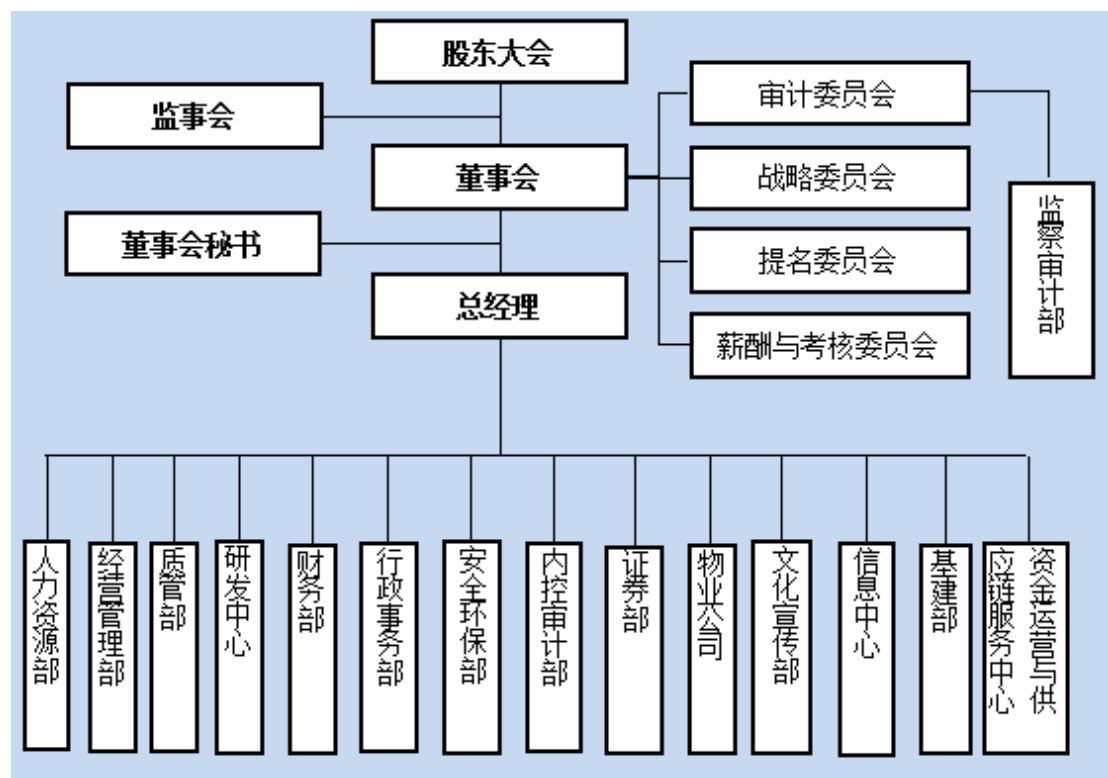 股东大会
监事会
审计委员会
董事会
战略委员会
监察审计部
董事会秘书
提名委员会
总经理
薪酬与考核委员会
人力资源部
经营管理部
质管部
研发中心
财务部
行政事务部
安全环保部
内控审计部
证券部
物业公司
文化宣传部
信息中心
基建部
资金运营与供
应链服务中心